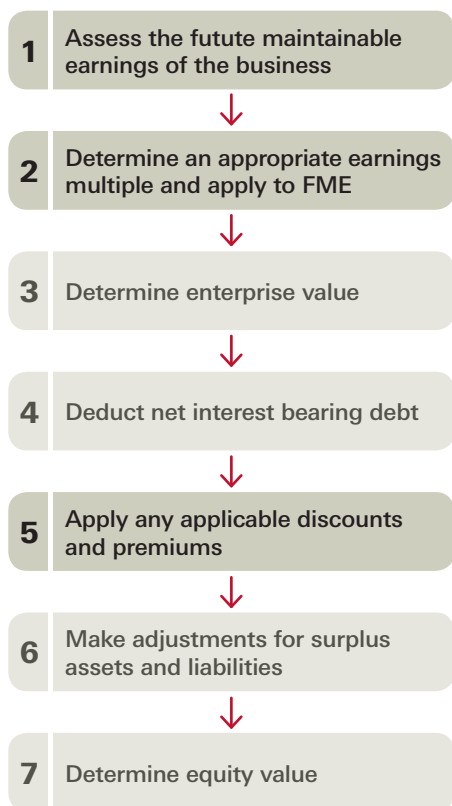 1
Assess the futute maintainable
earnings of the business
2
Determine an appropriate earnings
multiple and apply to FME
3
Determine enterprise value
4
Deduct net interest bearing debt
5
Apply any applicable discounts
and premiums
6
Make adjustments for surplus
assets and liabilities
7
Determine equity value